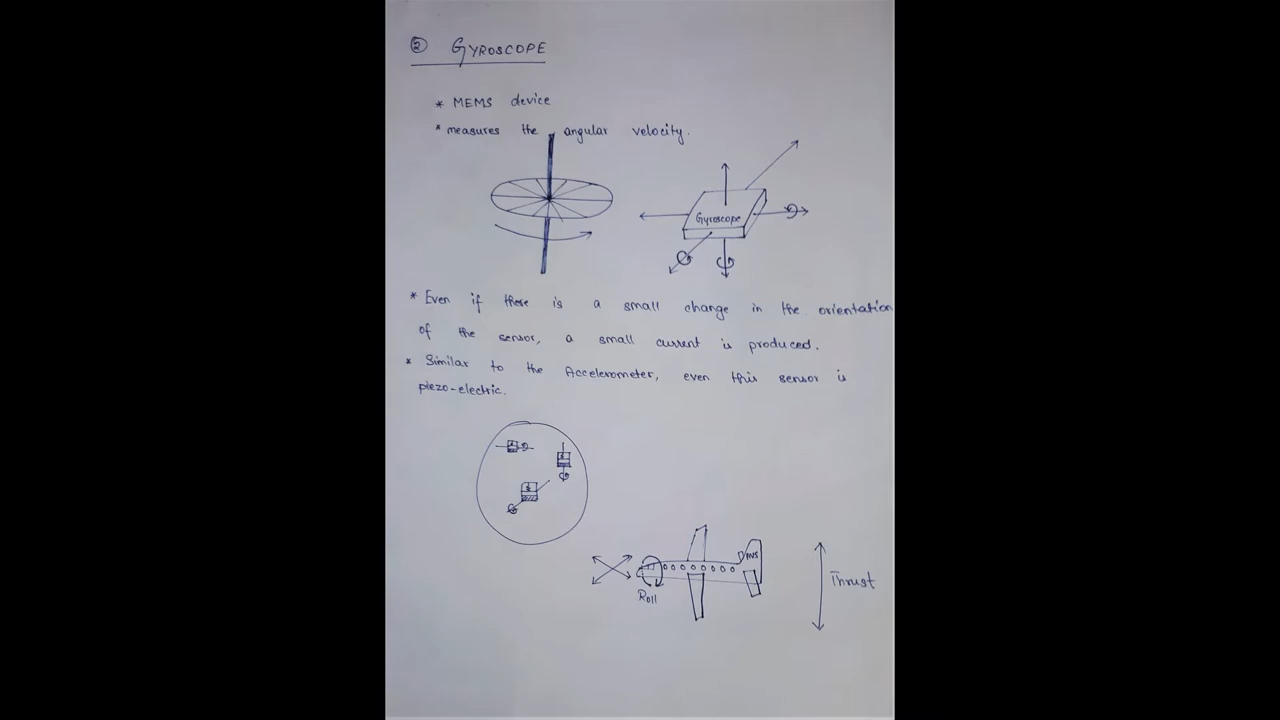 ② GYROSCOPE
* MEMS device
* measures the angular velocity.
Gyroscope
* Even if there is a small change in the orientation
of the sensor, a small current is produced.
* Similar to the Accelerometer, even this sensor is
piezo-electric.
DMS
Roll
Thrust